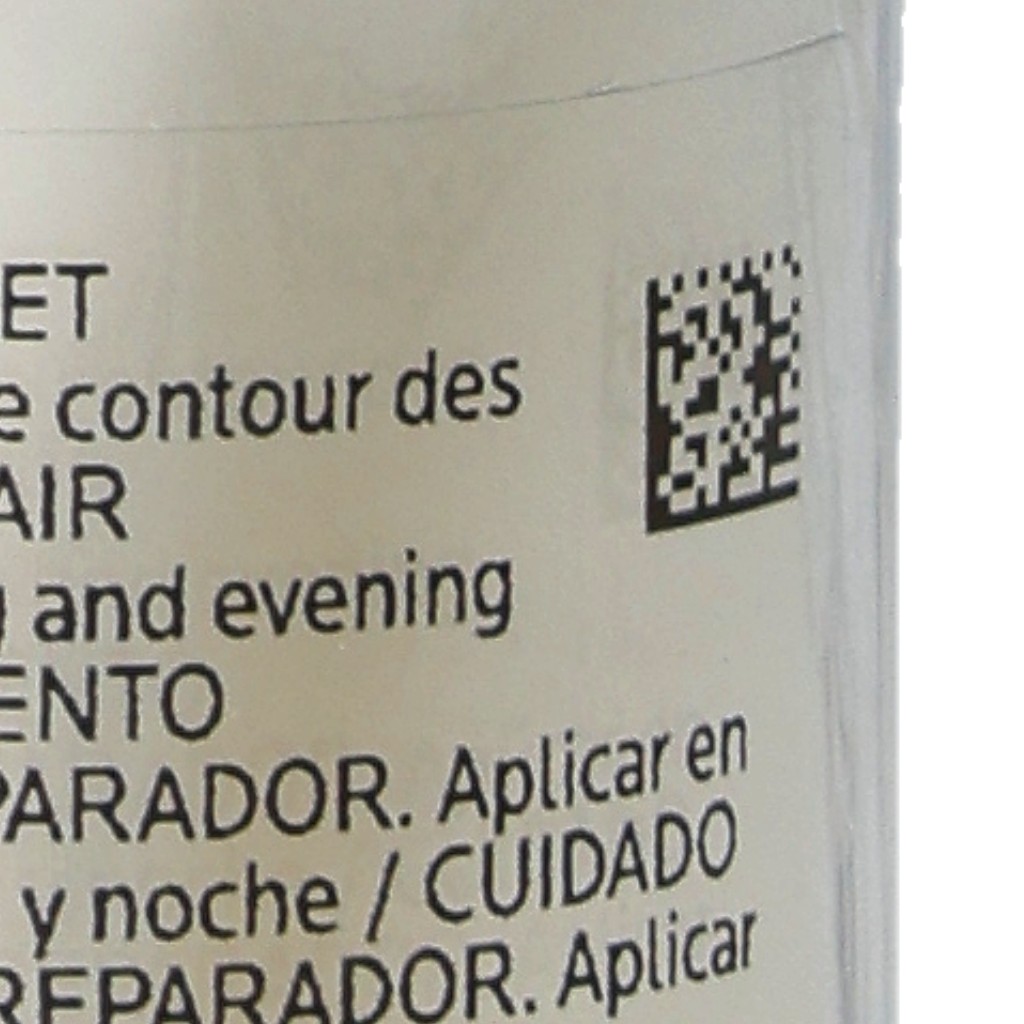 ET
e contour des
AIR
and evening
ENTO
PARADOR. Aplicar en
y noche / CUIDADO
REPARADOR. Aplicar